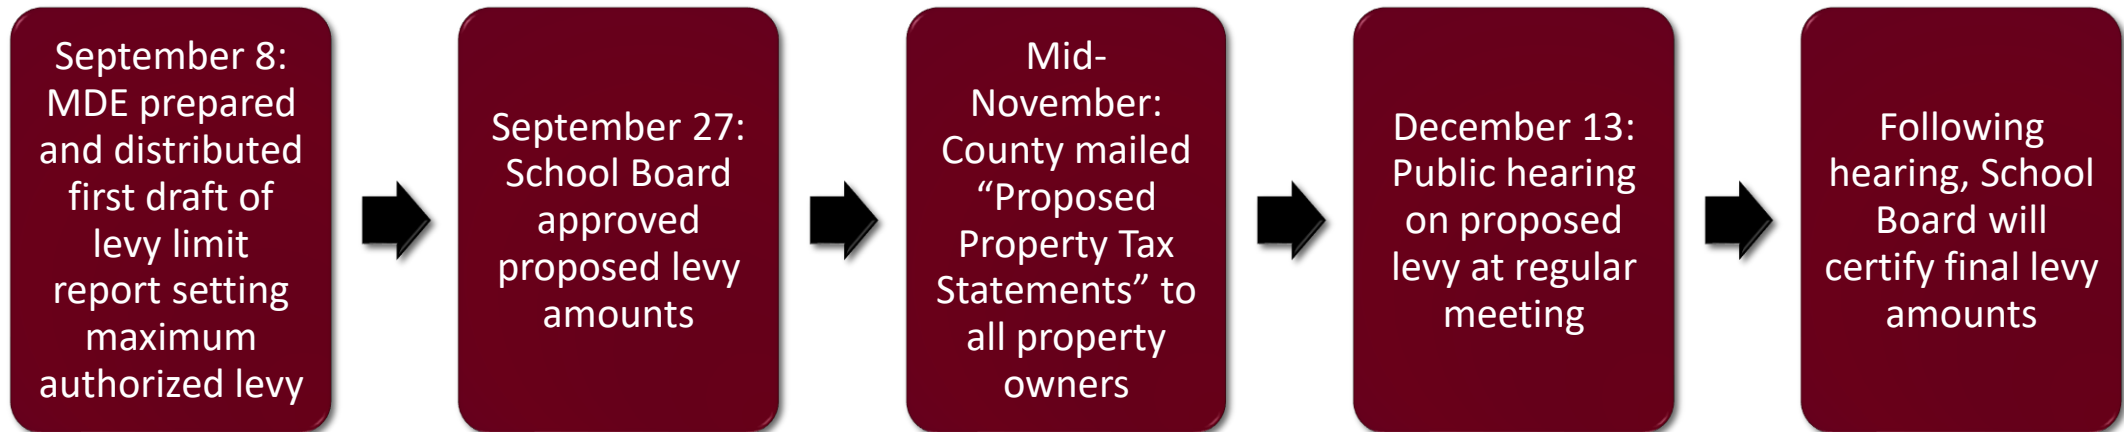 September 8:
MDE prepared
and distributed
first draft of
levy limit
report setting
maximum
authorized levy
September 27:
School Board
approved
proposed levy
amounts
Mid-
November:
County mailed
“Proposed
Property Tax
Statements” to
all property
owners
December 13:
Public hearing
on proposed
levy at regular
meeting
Following
hearing, School
Board will
certify final levy
amounts